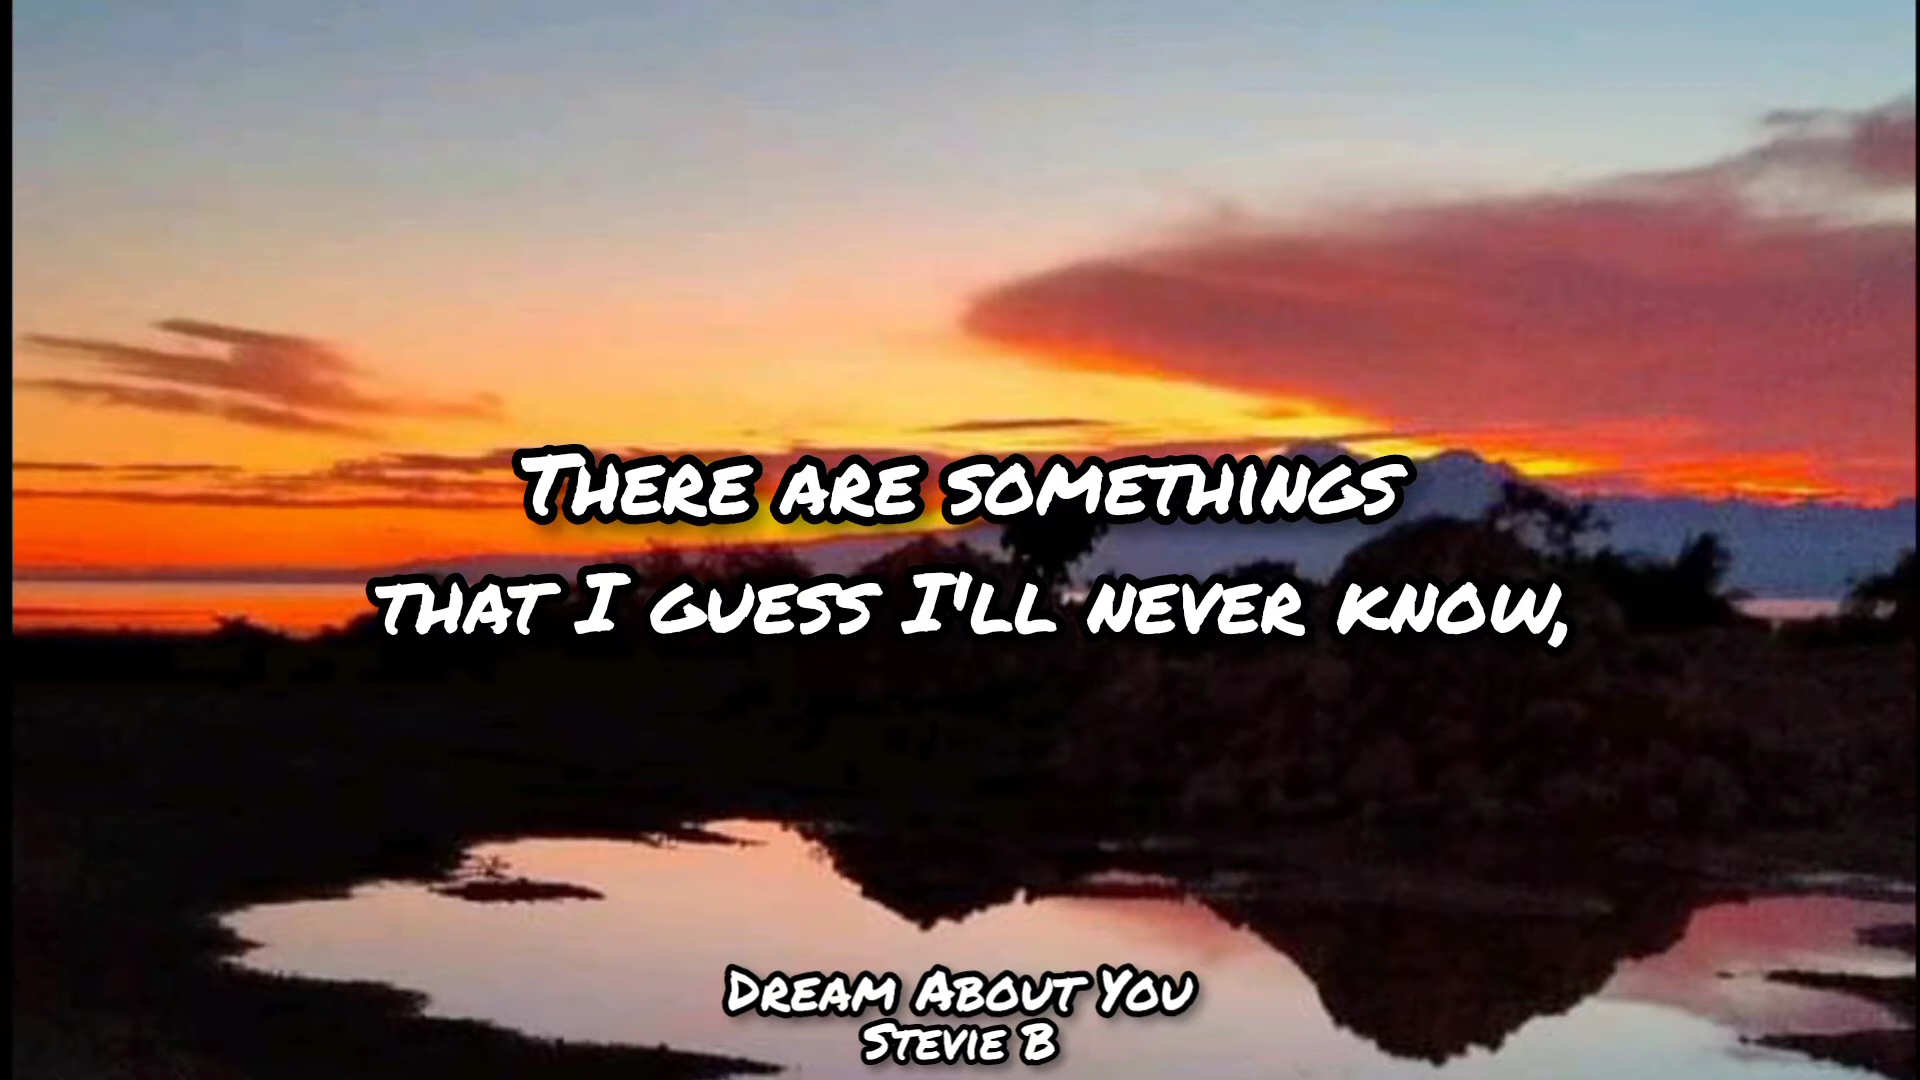 There are somethings
that I guess I'll never know,
Dream About You
Stevie B